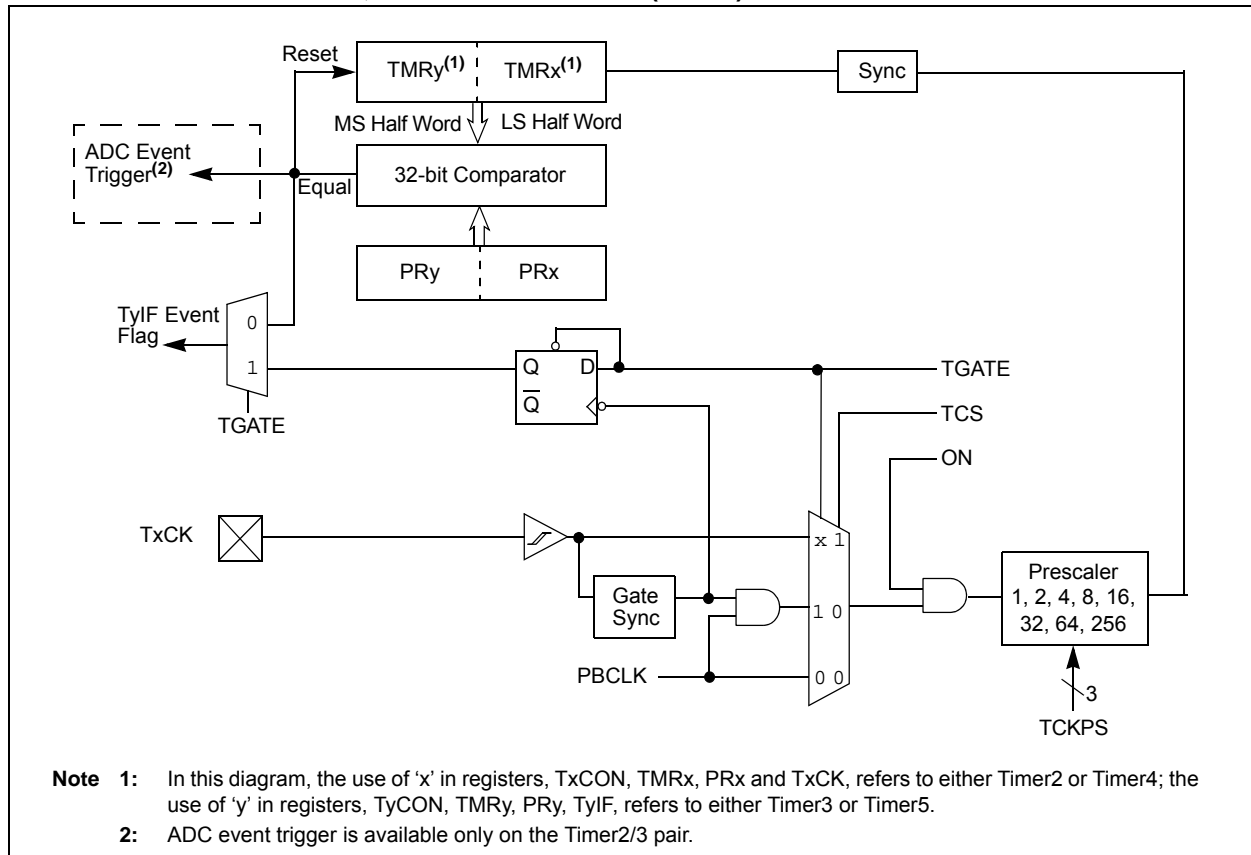 Reset
TMRy(1) TMRx(1)
Sync
MS Half Word LS Half Word
ADC Event
Trigger(2)
Equal
32-bit Comparator
PRy PRx
TyIF Event
Flag
0
1
TGATE
Q D
Q
TGATE
TCS
ON
TxCK
x 1
Gate
Sync
1 0
Prescaler
1, 2, 4, 8, 16,
32, 64, 256
PBCLK
0 0
3
TCKPS
Note 1: In this diagram, the use of ‘x’ in registers, TxCON, TMRx, PRx and TxCK, refers to either Timer2 or Timer4; the
use of ‘y’ in registers, TyCON, TMRy, PRy, TyIF, refers to either Timer3 or Timer5.
2: ADC event trigger is available only on the Timer2/3 pair.